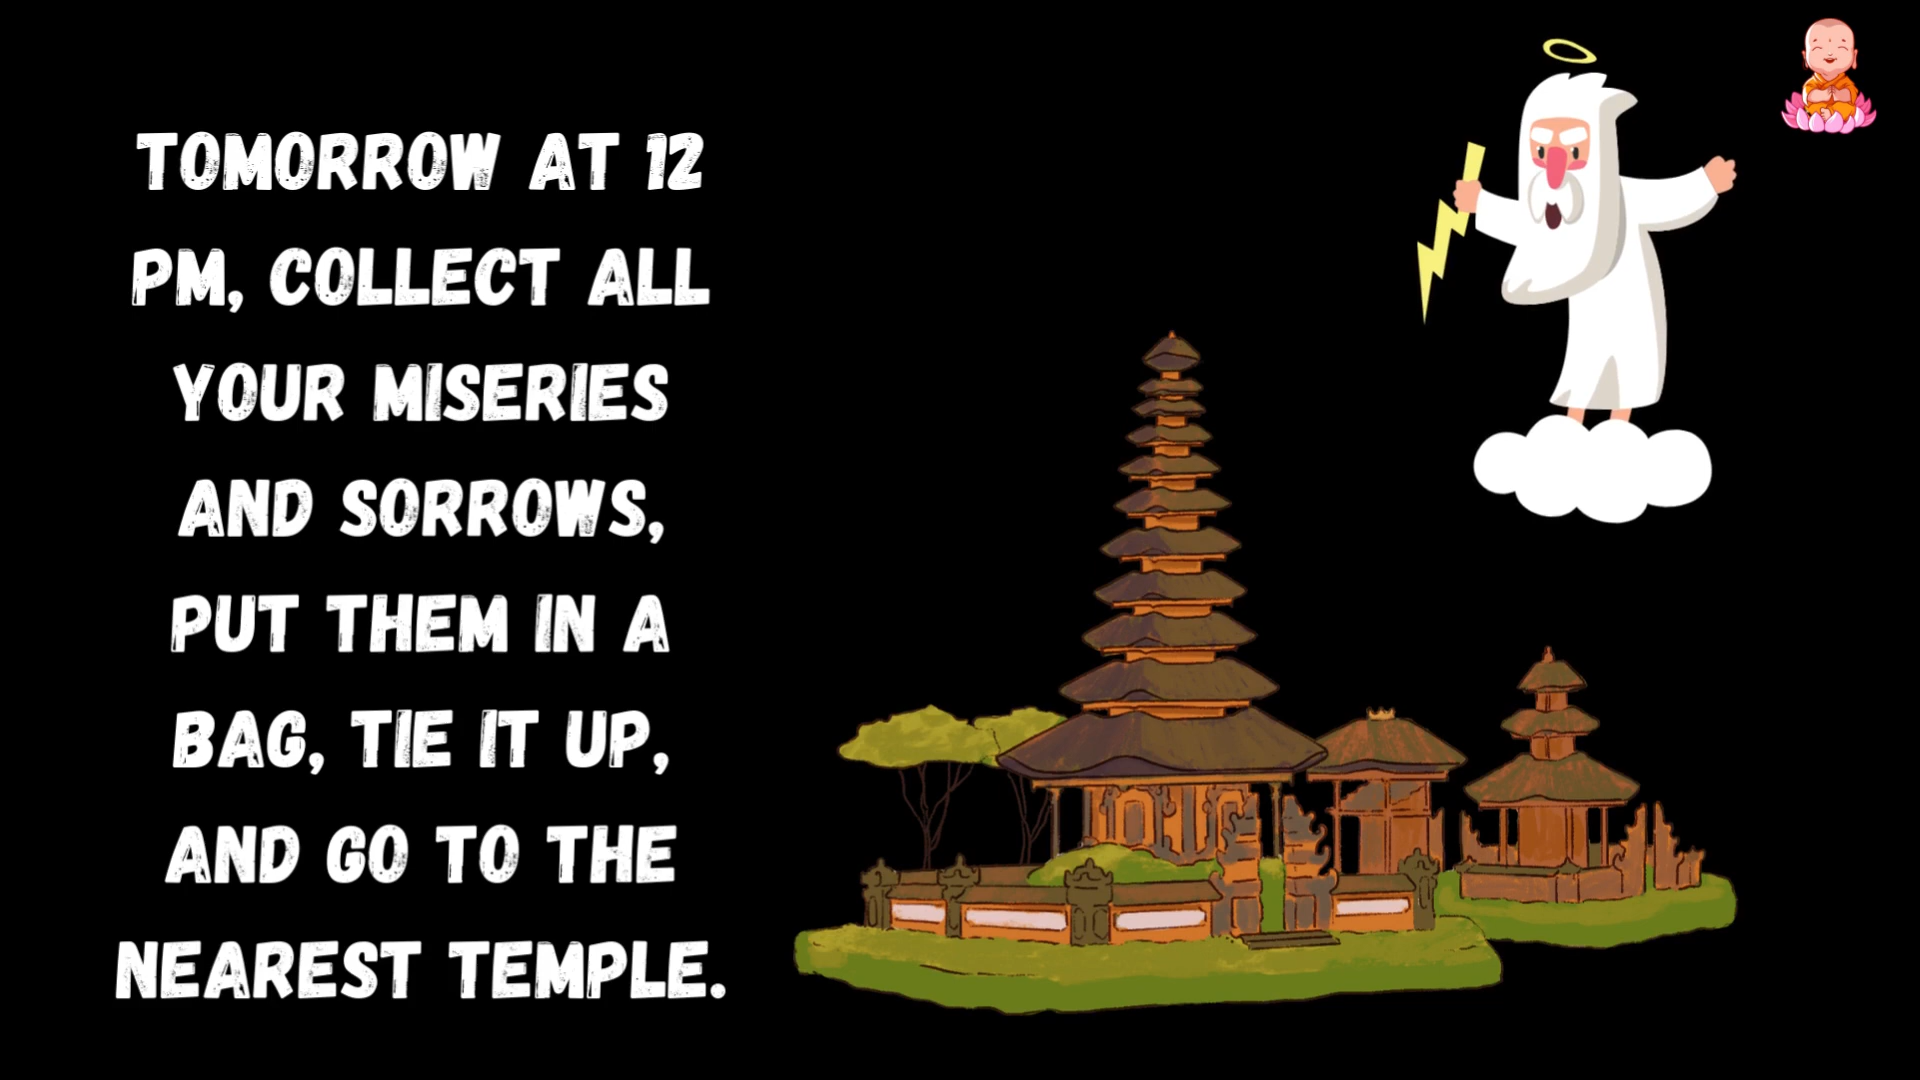 TOMORROW AT 12
PM, COLLECT ALL
YOUR MISERIES
AND SORROWS,
PUT THEM IN A
BAG, TIE IT UP,
AND GO TO THE
NEAREST TEMPLE.